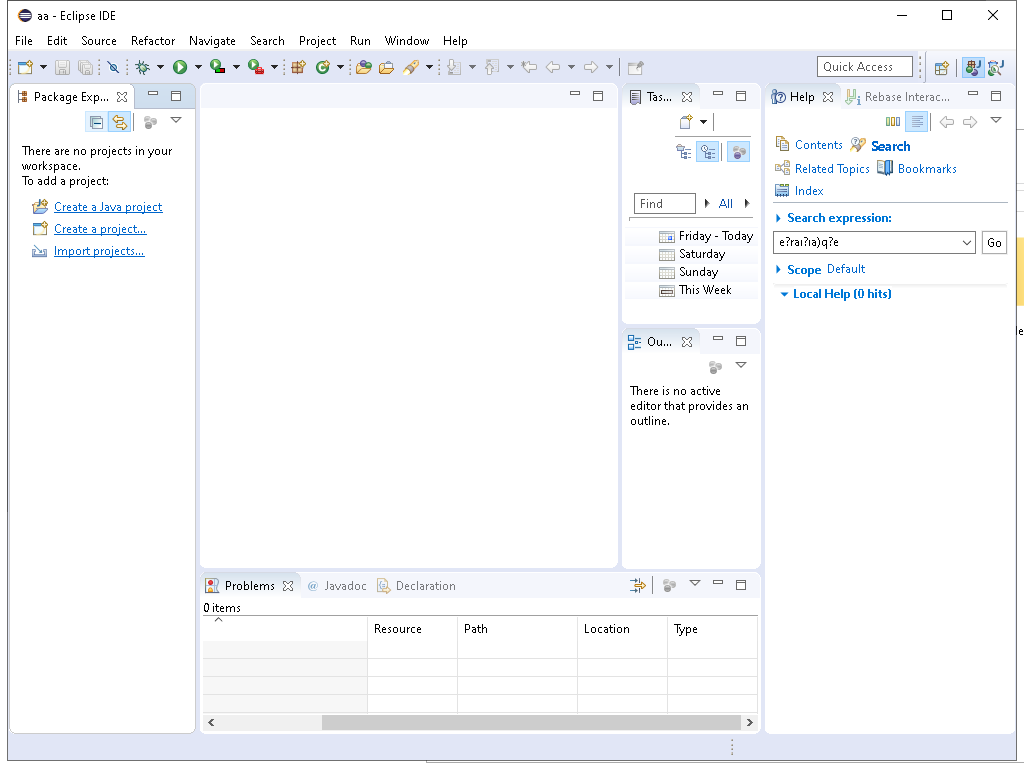 aa - Eclipse IDE
File Edit Source Refactor Navigate Search Project Run Window Help
Quick Access
Package Exp...
There are no projects in your
workspace.
To add a project:
Create a Java project
Create a project...
Import projects...
Tas...
Find All
Friday - Today
Saturday
Sunday
This Week
Ou...
There is no active
editor that provides an
outline.
Help Rebase Interac...
Contents Search
Related Topics Bookmarks
Index
Search expression:
Go
Scope Default
Local Help (0 hits)
Problems @ Javadoc Declaration
0 items
Resource Path Location Type